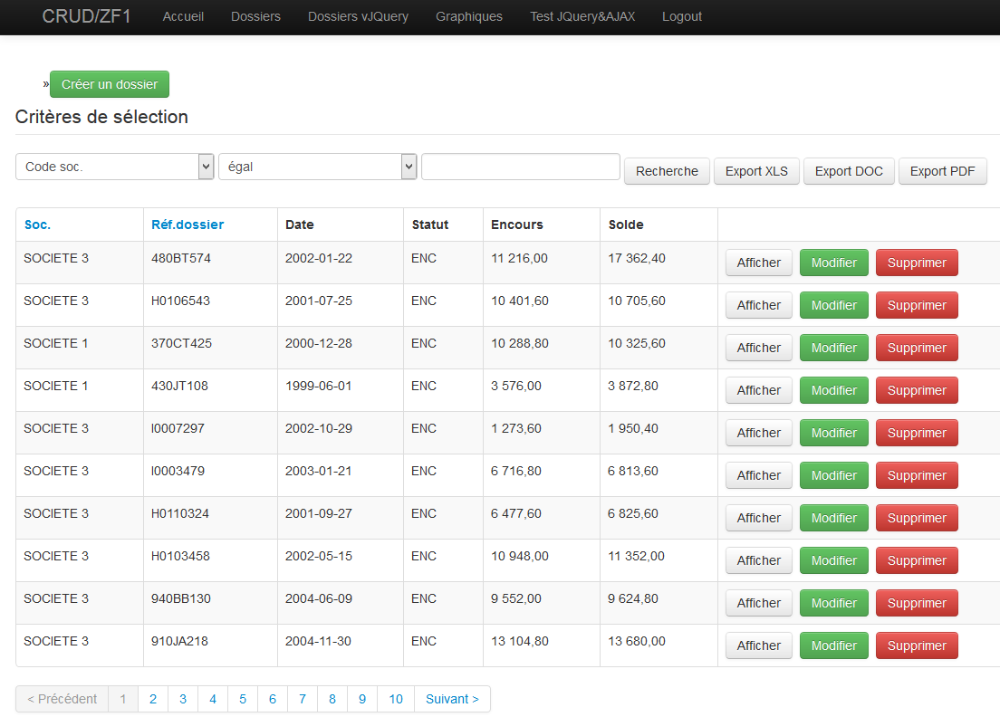 CRUD/ZF1 Accueil Dossiers Dossiers vJQuery Graphiques Test JQuery&AJAX Logout
» Créer un dossier
Critères de sélection
Code soc. égal Recherche Export XLS Export DOC Export PDF
Soc. Réf.dossier Date Statut Encours Solde
SOCIETE 3 480BT574 2002-01-22 ENC 11 216,00 17 362,40 Afficher Modifier Supprimer
SOCIETE 3 H0106543 2001-07-25 ENC 10 401,60 10 705,60 Afficher Modifier Supprimer
SOCIETE 1 370CT425 2000-12-28 ENC 10 288,80 10 325,60 Afficher Modifier Supprimer
SOCIETE 1 430JT108 1999-06-01 ENC 3 576,00 3 872,80 Afficher Modifier Supprimer
SOCIETE 3 I0007297 2002-10-29 ENC 1 273,60 1 950,40 Afficher Modifier Supprimer
SOCIETE 3 I0003479 2003-01-21 ENC 6 716,80 6 813,60 Afficher Modifier Supprimer
SOCIETE 3 H0110324 2001-09-27 ENC 6 477,60 6 825,60 Afficher Modifier Supprimer
SOCIETE 3 H0103458 2002-05-15 ENC 10 948,00 11 352,00 Afficher Modifier Supprimer
SOCIETE 3 940BB130 2004-06-09 ENC 9 552,00 9 624,80 Afficher Modifier Supprimer
SOCIETE 3 910JA218 2004-11-30 ENC 13 104,80 13 680,00 Afficher Modifier Supprimer
< Précédent 1 2 3 4 5 6 7 8 9 10 Suivant >